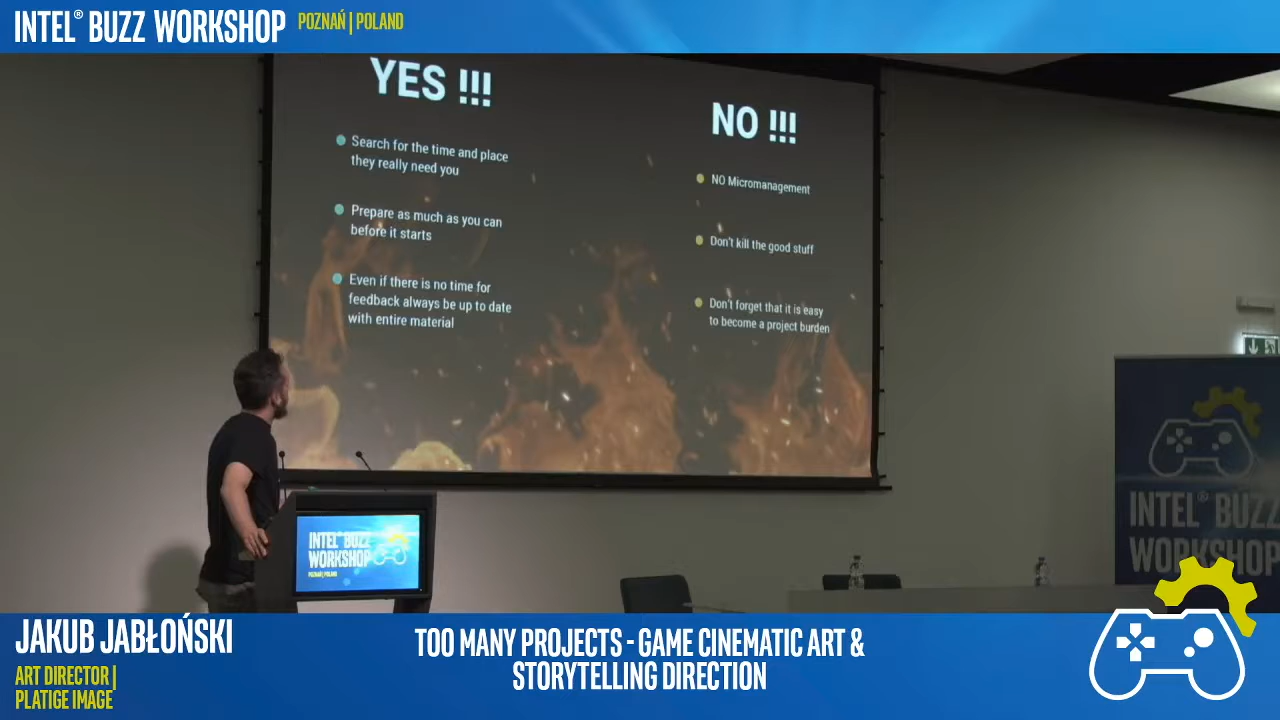 INTEL® BUZZ WORKSHOP POZNAŃ | POLAND
YES !!!
Search for the time and place
they really need you
Prepare as much as you can
before it starts
Even if there is no time for
feedback always be up to date
with entire material
NO !!!
NO Micromanagement
Don't kill the good stuff
Don't forget that it is easy
to become a project burden
INTEL® BUZZ
WORKSHOP
POZNAŃ | POLAND
INTEL® BUZZ
WORKSHOP
JAKUB JABŁOŃSKI
ART DIRECTOR |
PLATIGE IMAGE
TOO MANY PROJECTS - GAME CINEMATIC ART &
STORYTELLING DIRECTION